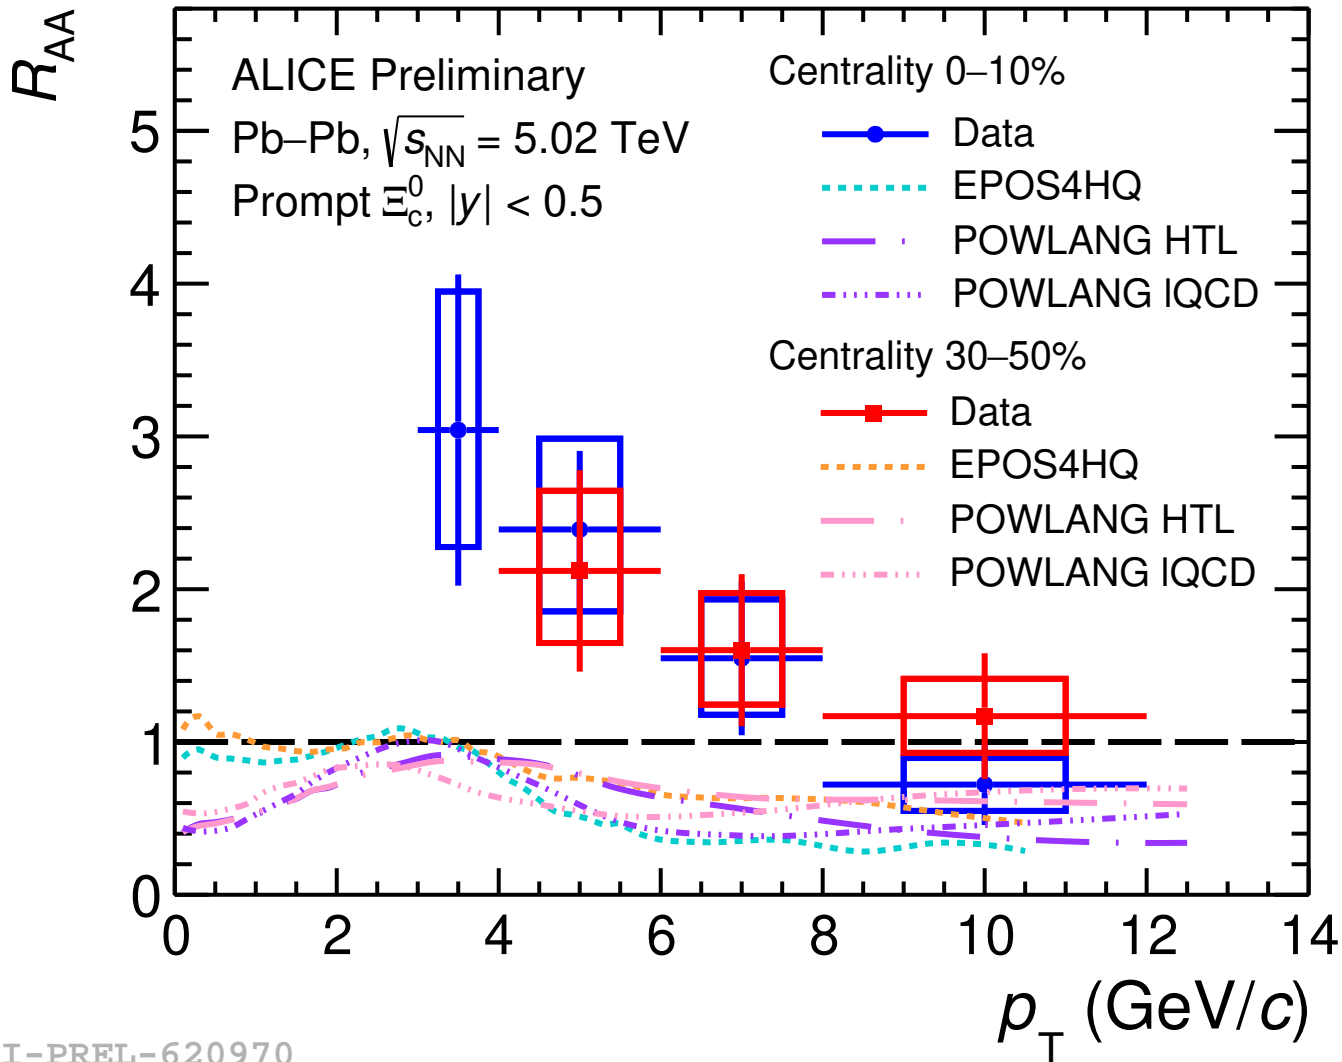 R_AA
ALICE Preliminary
Pb–Pb, √s_NN = 5.02 TeV
Prompt Ξ_c^0, |y| < 0.5
Centrality 0–10%
Data
EPOS4HQ
POWLANG HTL
POWLANG lQCD
Centrality 30–50%
Data
EPOS4HQ
POWLANG HTL
POWLANG lQCD
5
4
3
2
1
0
0 2 4 6 8 10 12 14
p_T (GeV/c)
I-PREL-620970